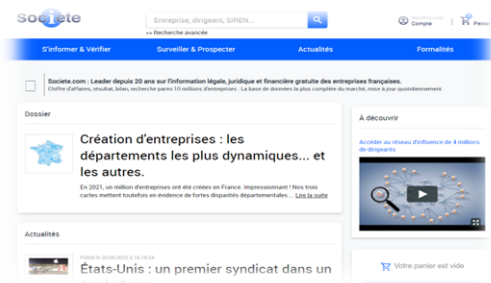 Societe
Entreprise, dirigeant, SIREN...
»» Recherche avancée
Compte
Panier
S'informer & Vérifier
Surveiller & Prospecter
Actualités
Formalités
Societe.com : Leader depuis 20 ans sur l'information légale, juridique et financière gratuite des entreprises françaises.
Chiffre d'affaires, résultat, bilan, recherche parmi 10 millions d'entreprises : La base de données la plus complète du marché, mise à jour quotidiennement.
Dossier
Création d'entreprises : les
départements les plus dynamiques... et
les autres.
En 2021, un million d'entreprises ont été créées en France. Impressionnant ! Nos trois
cartes mettent toutefois en évidence de fortes disparités départementales.... Lire la suite
À découvrir
Accéder au réseau d'influence de 4 millions
de dirigeants
Actualités
États-Unis : un premier syndicat dans un
Votre panier est vide